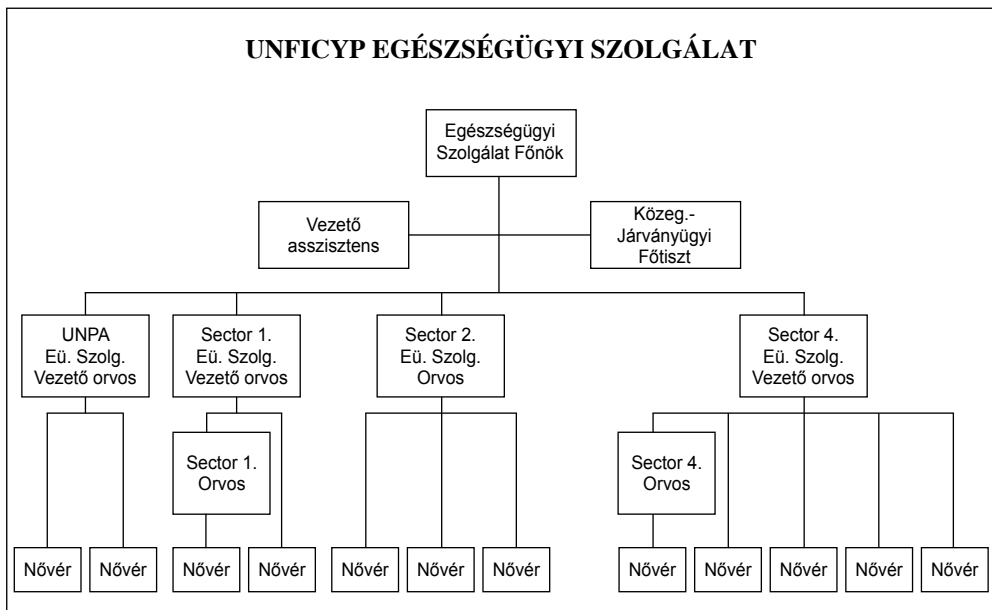 UNFICYP EGÉSZSÉGÜGYI SZOLGÁLAT
Egészségügyi
Szolgálat Főnök
Vezető
asszisztens
Közeg.-
Járványügyi
Főtiszt
UNPA
Eü. Szolg.
Vezető orvos
Sector 1.
Eü. Szolg.
Vezető orvos
Sector 2.
Eü. Szolg.
Orvos
Sector 4.
Eü. Szolg.
Vezető orvos
Sector 1.
Orvos
Sector 4.
Orvos
Nővér
Nővér
Nővér
Nővér
Nővér
Nővér
Nővér
Nővér
Nővér
Nővér
Nővér
Nővér